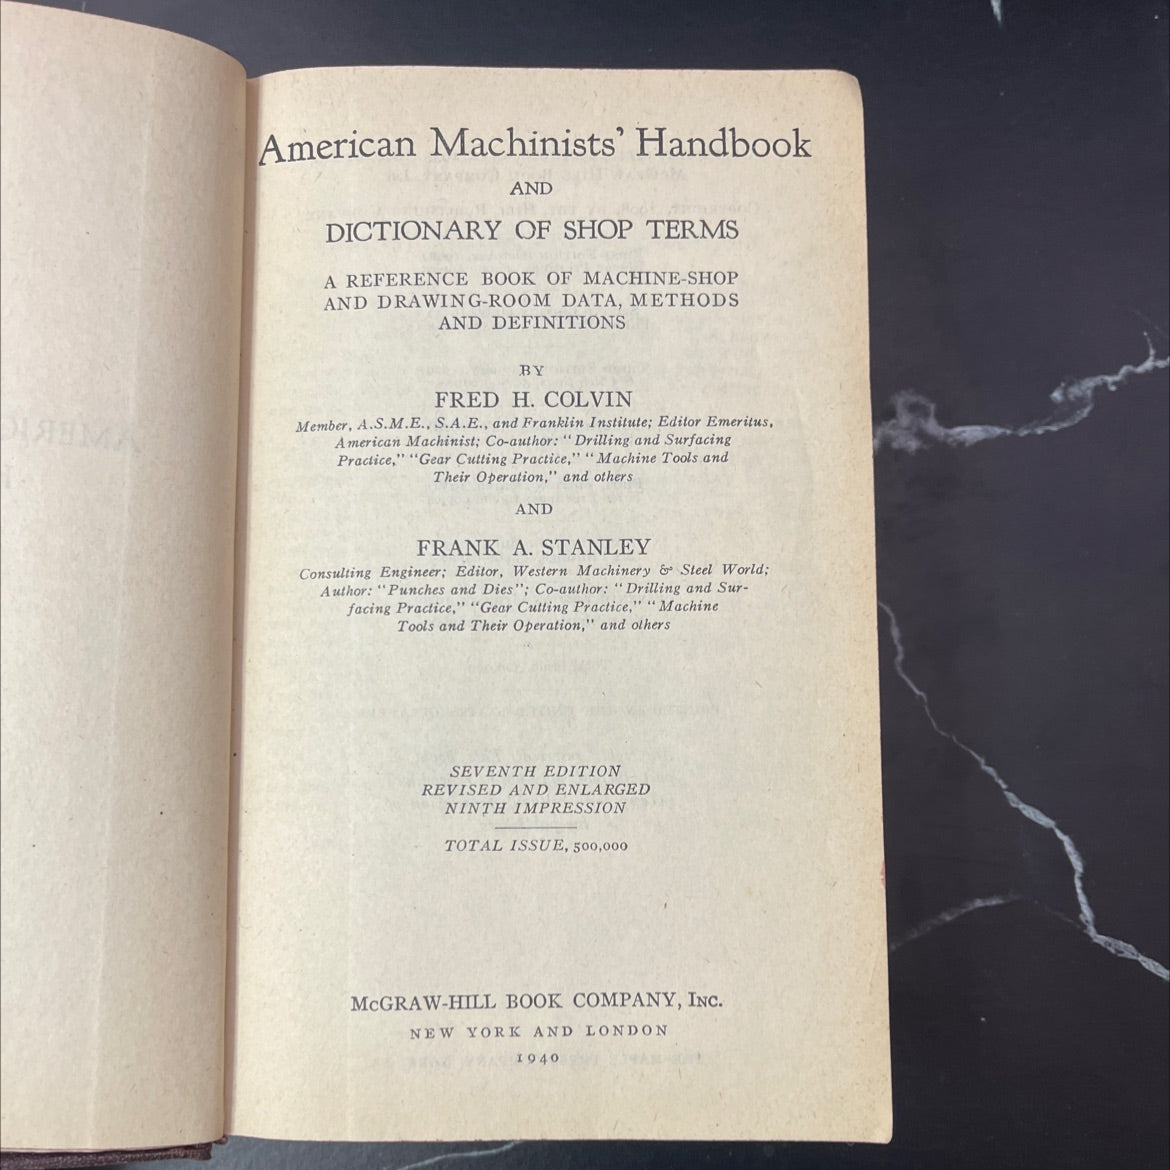 American Machinists' Handbook
AND
DICTIONARY OF SHOP TERMS
A REFERENCE BOOK OF MACHINE-SHOP
AND DRAWING-ROOM DATA, METHODS
AND DEFINITIONS
BY
FRED H. COLVIN
Member, A.S.M.E., S.A.E., and Franklin Institute; Editor Emeritus,
American Machinist; Co-author: "Drilling and Surfacing
Practice," "Gear Cutting Practice," "Machine Tools and
Their Operation," and others
AND
FRANK A. STANLEY
Consulting Engineer; Editor, Western Machinery & Steel World;
Author: "Punches and Dies"; Co-author: "Drilling and Sur-
facing Practice," "Gear Cutting Practice," "Machine
Tools and Their Operation," and others
SEVENTH EDITION
REVISED AND ENLARGED
NINTH IMPRESSION
TOTAL ISSUE, 500,000
McGRAW-HILL BOOK COMPANY, INC.
NEW YORK AND LONDON
1940